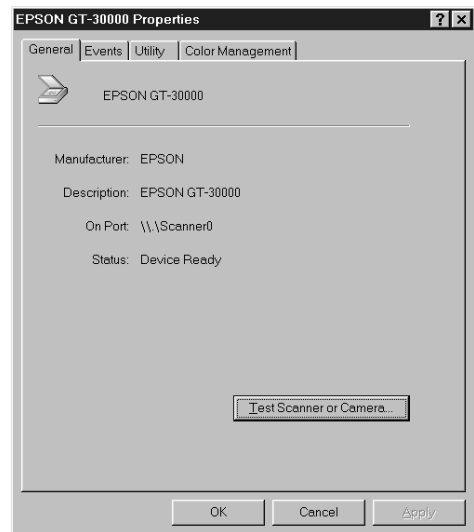 EPSON GT-30000 Properties ? ×
General Events Utility Color Management
EPSON GT-30000
Manufacturer: EPSON
Description: EPSON GT-30000
On Port: \\.\Scanner0
Status: Device Ready
Test Scanner or Camera...
OK Cancel Apply